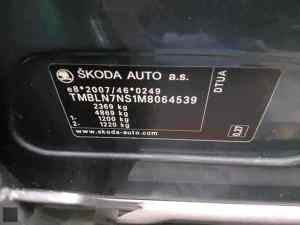 ŠKODA AUTO a.s.
e8*2007/46*0249
TMBLN7NS1M8064539
2369 kg
4869 kg
1. 1200 kg
2. 1220 kg
www.skoda-auto.com
DTUA